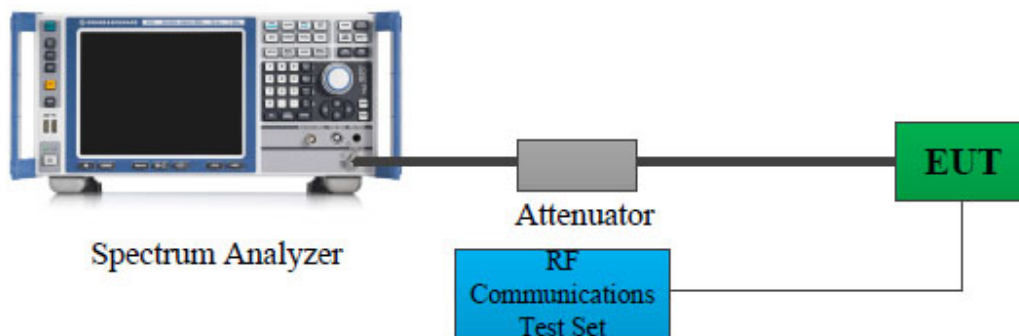 EUT
Attenuator
Spectrum Analyzer
RF
Communications
Test Set